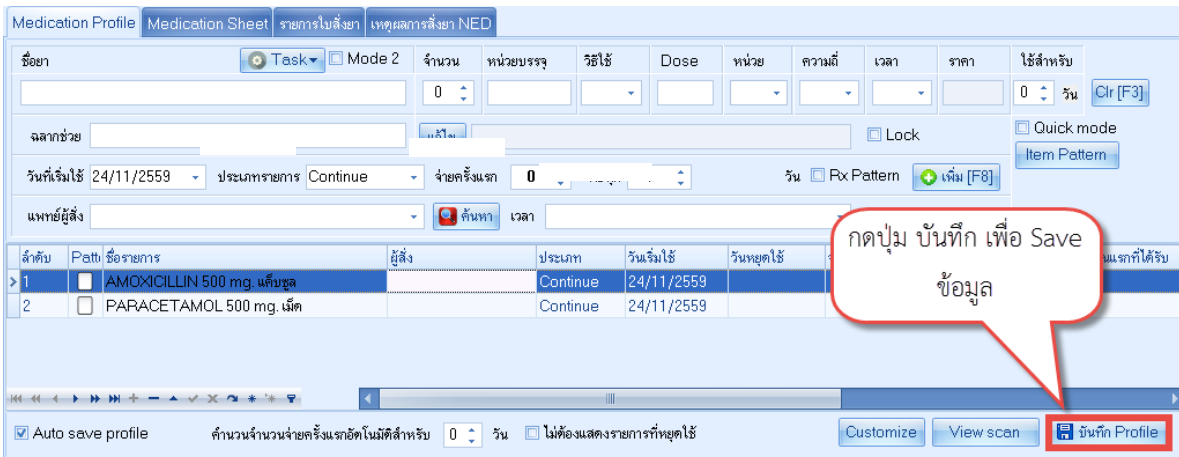 Medication Profile Medication Sheet รายการใบสั่งยา เหตุผลการสั่งยา NED
ชื่อยา Task Mode 2 จำนวน หน่วยบรรจุ วิธีใช้ Dose หน่วย ความถี่ เวลา ราคา ใช้สำหรับ
0 0 วัน Clr [F3]
ฉลากช่วย Lock Quick mode
Item Pattern
วันที่เริ่มใช้ 24/11/2559 ประเภทรายการ Continue จ่ายครั้งแรก 0 วัน Rx Pattern เพิ่ม [F8]
แพทย์ผู้สั่ง ค้นหา เวลา
กดปุ่ม บันทึก เพื่อ Save
ข้อมูล
ลำดับ Patt ชื่อรายการ ผู้สั่ง ประเภท วันเริ่มใช้ วันหยุดใช้
1 AMOXICILLIN 500 mg. แค็บซูล Continue 24/11/2559
2 PARACETAMOL 500 mg. เม็ด Continue 24/11/2559
Auto save profile คำนวนจำนวนจ่ายครั้งแรกอัตโนมัติสำหรับ 0 วัน ไม่ต้องแสดงรายการที่หยุดใช้ Customize View scan บันทึก Profile